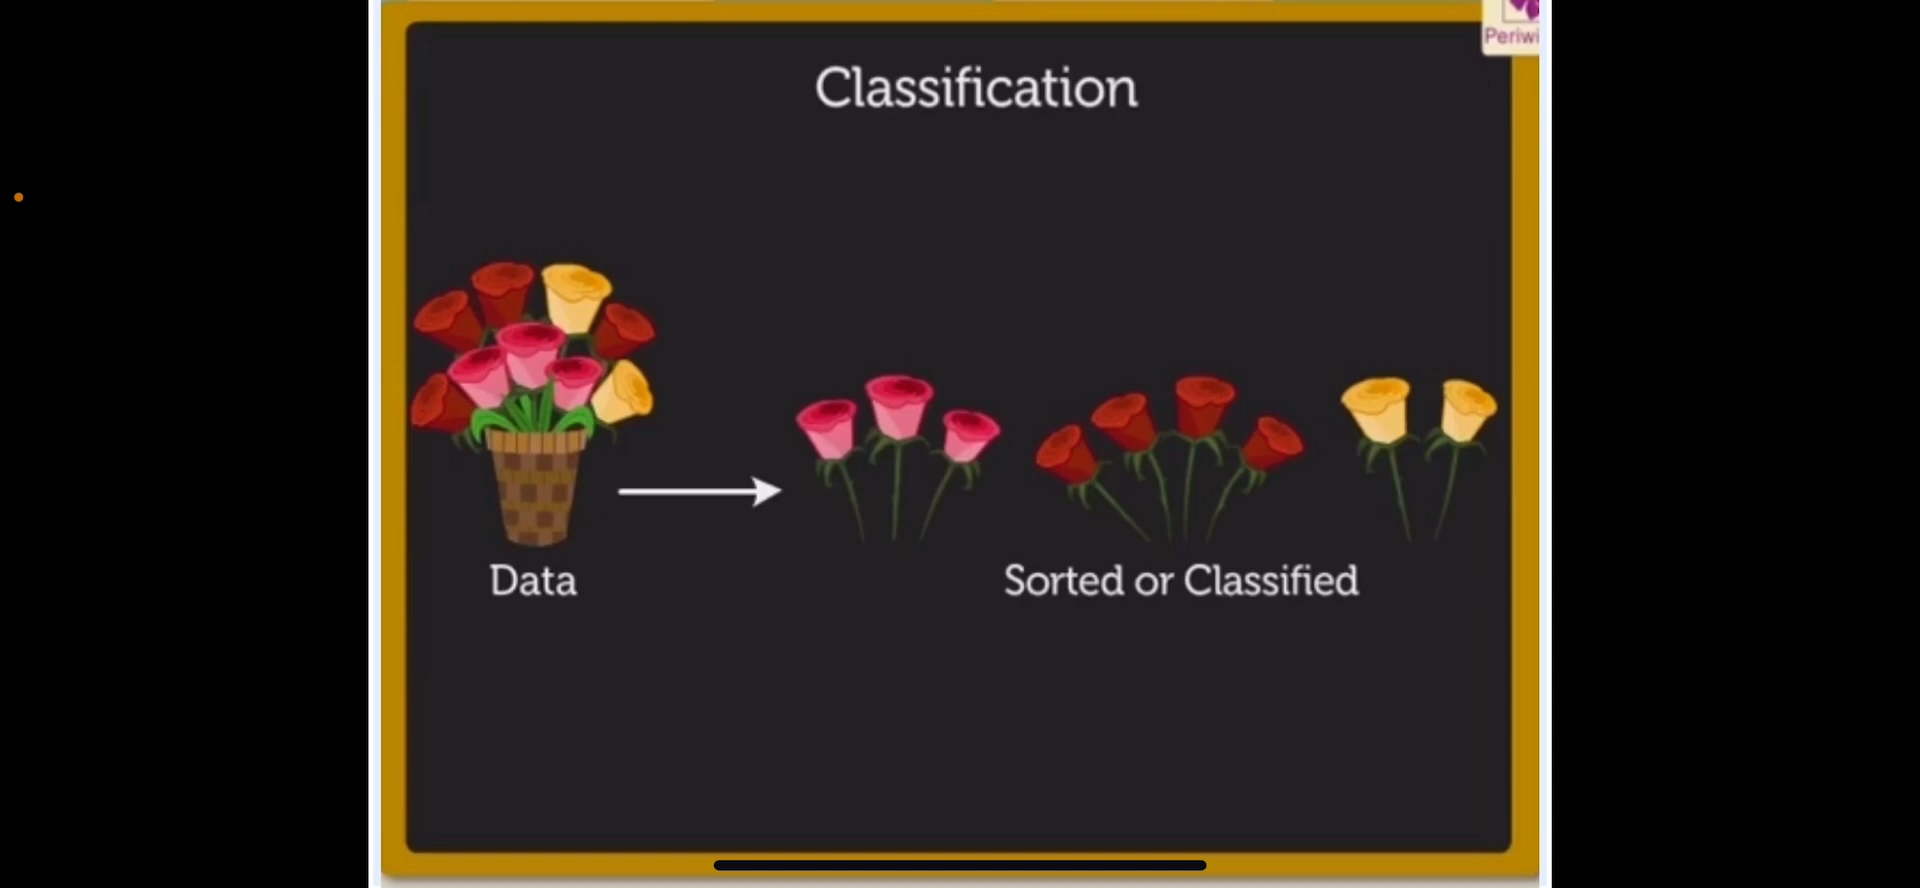 Classification
Data
Sorted or Classified